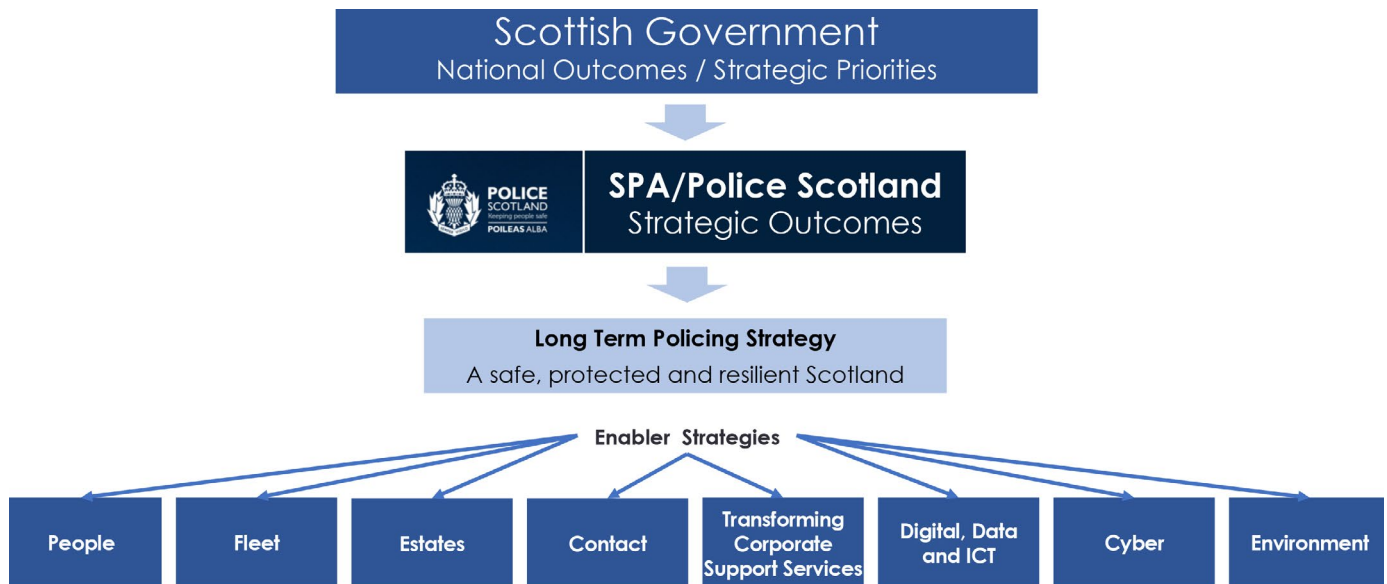 Scottish Government
National Outcomes / Strategic Priorities
POLICE
SCOTLAND
Keeping people safe
POILEAS ALBA
SPA/Police Scotland
Strategic Outcomes
Long Term Policing Strategy
A safe, protected and resilient Scotland
Enabler Strategies
People
Fleet
Estates
Contact
Transforming
Corporate
Support Services
Digital, Data
and ICT
Cyber
Environment